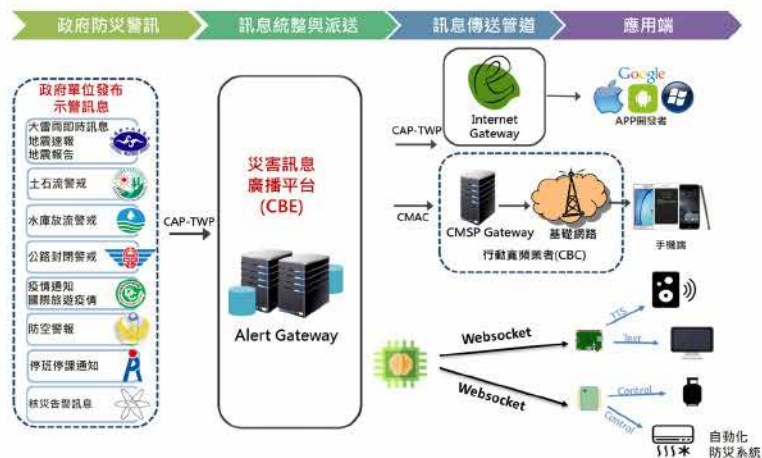 政府防災警訊
訊息統整與派送
訊息傳送管道
應用端
政府單位發布
示警訊息
大雷雨即時訊息
地震速報
地震報告
土石流警戒
水庫放流警戒
公路封閉警戒
疫情通知
國際旅遊疫情
防空警報
停班停課通知
核災告警訊息
CAP-TWP
災害訊息
廣播平台
(CBE)
Alert Gateway
CAP-TWP
CMAC
Internet
Gateway
Google
APP開發者
CMSP Gateway
基礎網路
行動寬頻業者(CBC)
手機端
Websocket
Websocket
TTS
Text
Control
Control
自動化
防災系統